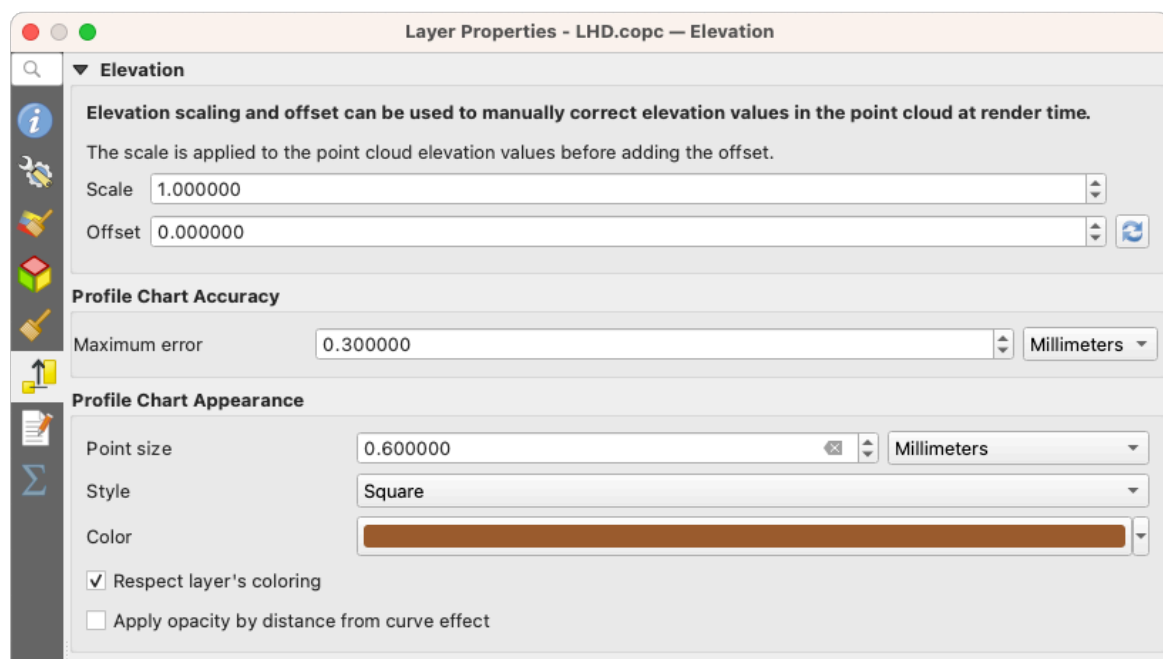 Layer Properties - LHD.copc — Elevation
Elevation
Elevation scaling and offset can be used to manually correct elevation values in the point cloud at render time.
The scale is applied to the point cloud elevation values before adding the offset.
Scale 1.000000
Offset 0.000000
Profile Chart Accuracy
Maximum error 0.300000 Millimeters
Profile Chart Appearance
Point size 0.600000 Millimeters
Style Square
Color
Respect layer's coloring
Apply opacity by distance from curve effect